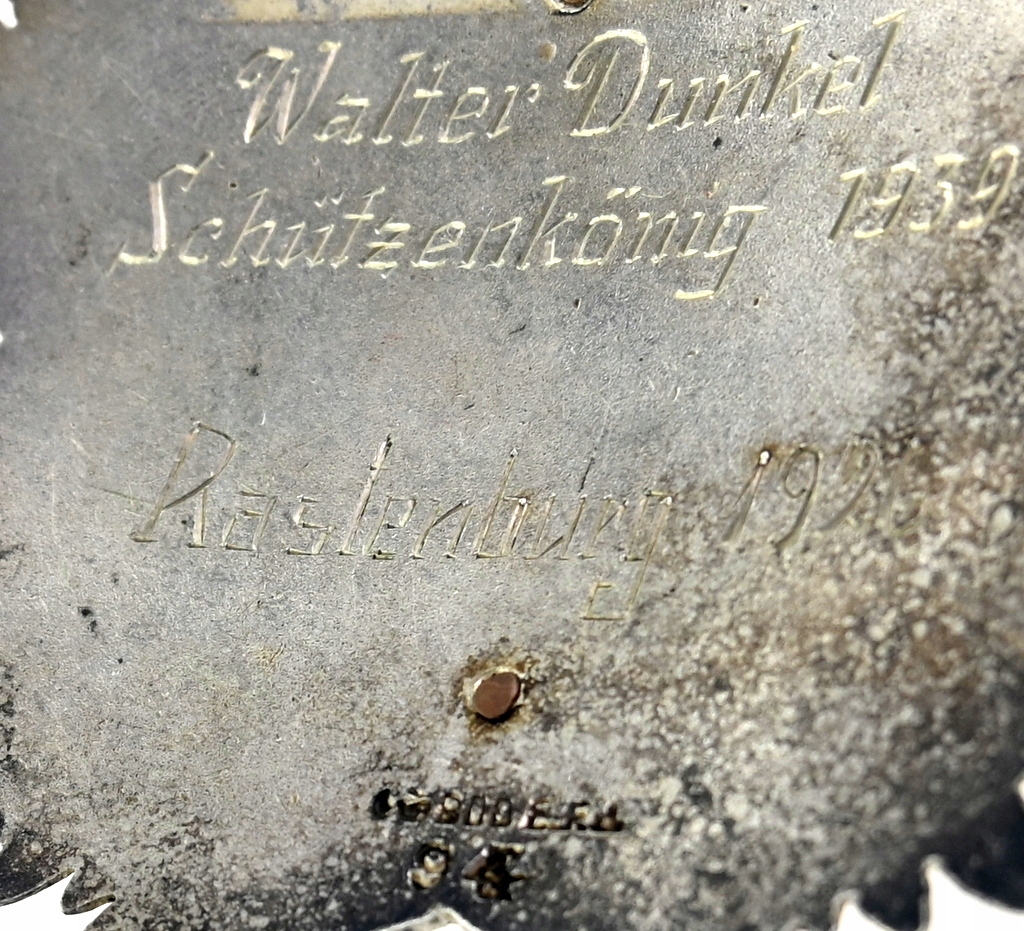 Walter Dunkel
Schützenkönig 1939
Rastenburg